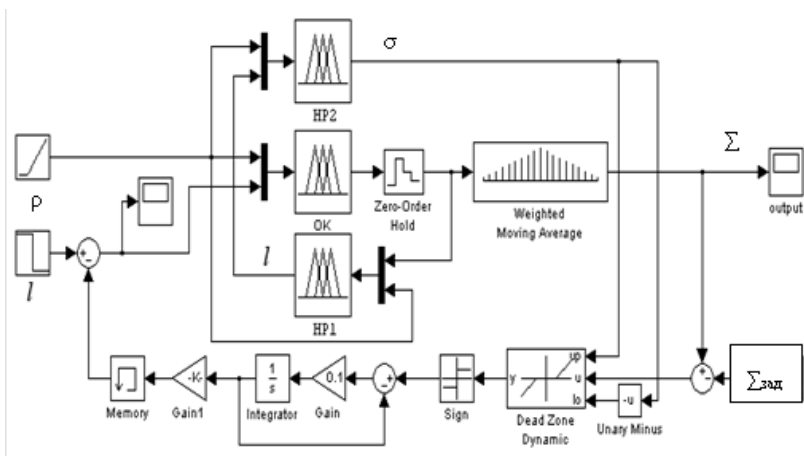 σ
HP2
ρ
OK
Zero-Order
Hold
Weighted
Moving Average
Σ
output
l
l
HP1
Memory
-K-
Gain1
1
s
Integrator
0.1
Gain
Sign
up
y
u
lo
Dead Zone
Dynamic
-u
Unary Minus
Σзад